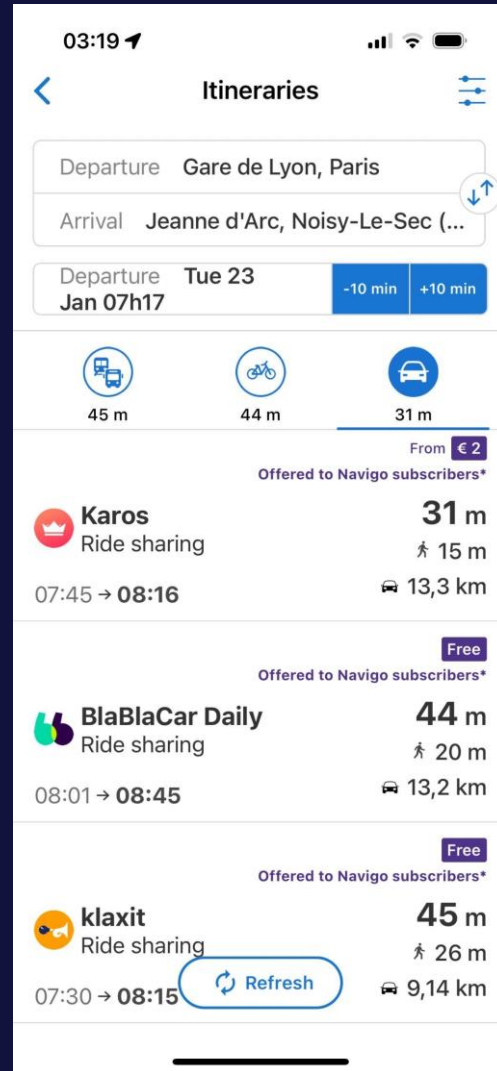 03:19
Itineraries
Departure Gare de Lyon, Paris
Arrival Jeanne d'Arc, Noisy-Le-Sec (...
Departure Tue 23
Jan 07h17
-10 min +10 min
45 m 44 m 31 m
From € 2
Offered to Navigo subscribers*
Karos 31 m
Ride sharing 15 m
07:45 → 08:16 13,3 km
Free
Offered to Navigo subscribers*
BlaBlaCar Daily 44 m
Ride sharing 20 m
08:01 → 08:45 13,2 km
Free
Offered to Navigo subscribers*
klaxit 45 m
Ride sharing 26 m
07:30 → 08:15 Refresh 9,14 km